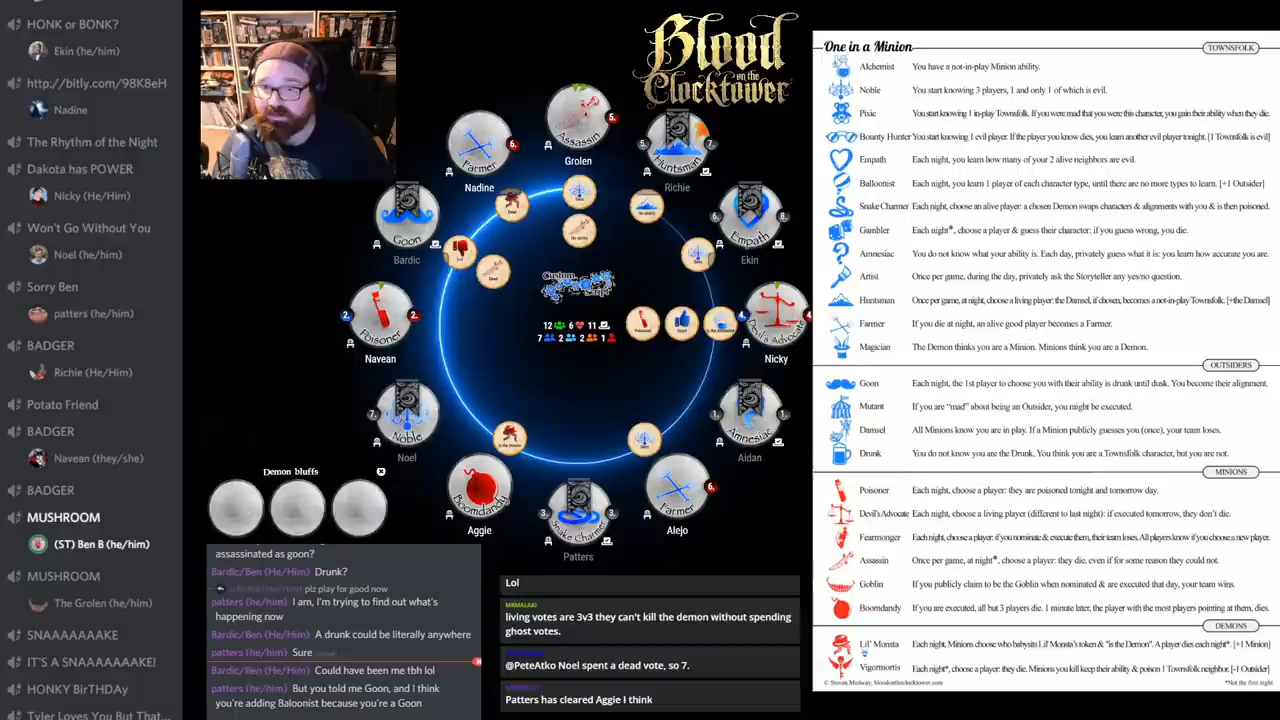 HONK or BONK?
Ekin (he/him)
Nadine
The Rhythm of the Night
Sakeita has POWER
Nicky (He/Him)
Words Too Without You
Noel (he/him)
Sorry Ben
patters (he/him)
BADGER
Richie (He/Him)
Potato Friend
BADGER
Navean (they/she)
BADGER
MUSHROOM
(ST) Ben B (he/him)
MUSHROOM
The Grolen (he/him)
AAAAAAAAKE
IT'S A SNAAAAAAAKE!
Blood
on the
Clocktower
Farmer
Nadine
Assassin
Grolen
Huntsman
Richie
Goon
Bardic
Empath
Ekin
Poisoner
Navean
12 6 11
7 2 2 1
Devil's Advocate
Nicky
Noble
Noel
Amnesiac
Aidan
Boomdandy
Aggie
Snake Charmer
Patters
Farmer
Alejo
Demon bluffs
assassinated as goon?
Bardic/Ben (He/Him) Drunk?
plz play for good now
patters (he/him) I am, I'm trying to find out what's
happening now
Bardic/Ben (He/Him) A drunk could be literally anywhere
patters (he/him) Sure
Bardic/Ben (He/Him) Could have been me tbh lol
patters (he/him) But you told me Goon, and I think
you're adding Baloonist because you're a Goon
Lol
MRMALAKI
living votes are 3v3 they can't kill the demon without spending
ghost votes.
@PeteAtko Noel spent a dead vote, so 7.
Patters has cleared Aggie I think
One in a Minion
TOWNSFOLK
Alchemist You have a not-in-play Minion ability.
Noble You start knowing 3 players, 1 and only 1 of which is evil.
Pixie You start knowing 1 in-play Townsfolk. If you were mad that you were this character, you gain their ability when they die.
Bounty Hunter You start knowing 1 evil player. If the player you know dies, you learn another evil player tonight. [1 Townsfolk is evil]
Empath Each night, you learn how many of your 2 alive neighbors are evil.
Balloonist Each night, you learn 1 player of each character type, until there are no more types to learn. [+1 Outsider]
Snake Charmer Each night, choose an alive player: a chosen Demon swaps characters & alignments with you & is then poisoned.
Gambler Each night*, choose a player & guess their character: if you guess wrong, you die.
Amnesiac You do not know what your ability is. Each day, privately guess what it is: you learn how accurate you are.
Artist Once per game, during the day, privately ask the Storyteller any yes/no question.
Huntsman Once per game, at night, choose a living player: the Damsel, if chosen, becomes a not-in-play Townsfolk. [+the Damsel]
Farmer If you die at night, an alive good player becomes a Farmer.
Magician The Demon thinks you are a Minion. Minions think you are a Demon.
OUTSIDERS
Goon Each night, the 1st player to choose you with their ability is drunk until dusk. You become their alignment.
Mutant If you are "mad" about being an Outsider, you might be executed.
Damsel All Minions know you are in play. If a Minion publicly guesses you (once), your team loses.
Drunk You do not know you are the Drunk. You think you are a Townsfolk character, but you are not.
MINIONS
Poisoner Each night, choose a player: they are poisoned tonight and tomorrow day.
Devil's Advocate Each night, choose a living player (different to last night): if executed tomorrow, they don't die.
Fearmonger Each night, choose a player: if you nominate & execute them, their team loses. All players know if you choose a new player.
Assassin Once per game, at night*, choose a player: they die, even if for some reason they could not.
Goblin If you publicly claim to be the Goblin when nominated & are executed that day, your team wins.
Boomdandy If you are executed, all but 3 players die. 1 minute later, the player with the most players pointing at them, dies.
DEMONS
Lil' Monsta Each night, Minions choose who babysits Lil' Monsta's token & "is the Demon". A player dies each night*. [+1 Minion]
Vigormortis Each night*, choose a player: they die. Minions you kill keep their ability & poison 1 Townsfolk neighbor. [-1 Outsider]
© Steven Medway, bloodontheclocktower.com
*Not the first night